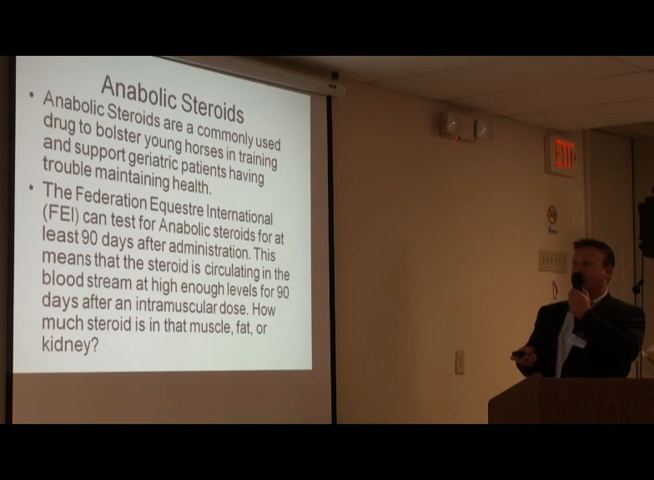 Anabolic Steroids
• Anabolic Steroids are a commonly used
drug to bolster young horses in training
and support geriatric patients having
trouble maintaining health.
• The Federation Equestre International
(FEI) can test for Anabolic steroids for at
least 90 days after administration. This
means that the steroid is circulating in the
blood stream at high enough levels for 90
days after an intramuscular dose. How
much steroid is in that muscle, fat, or
kidney?
EXIT